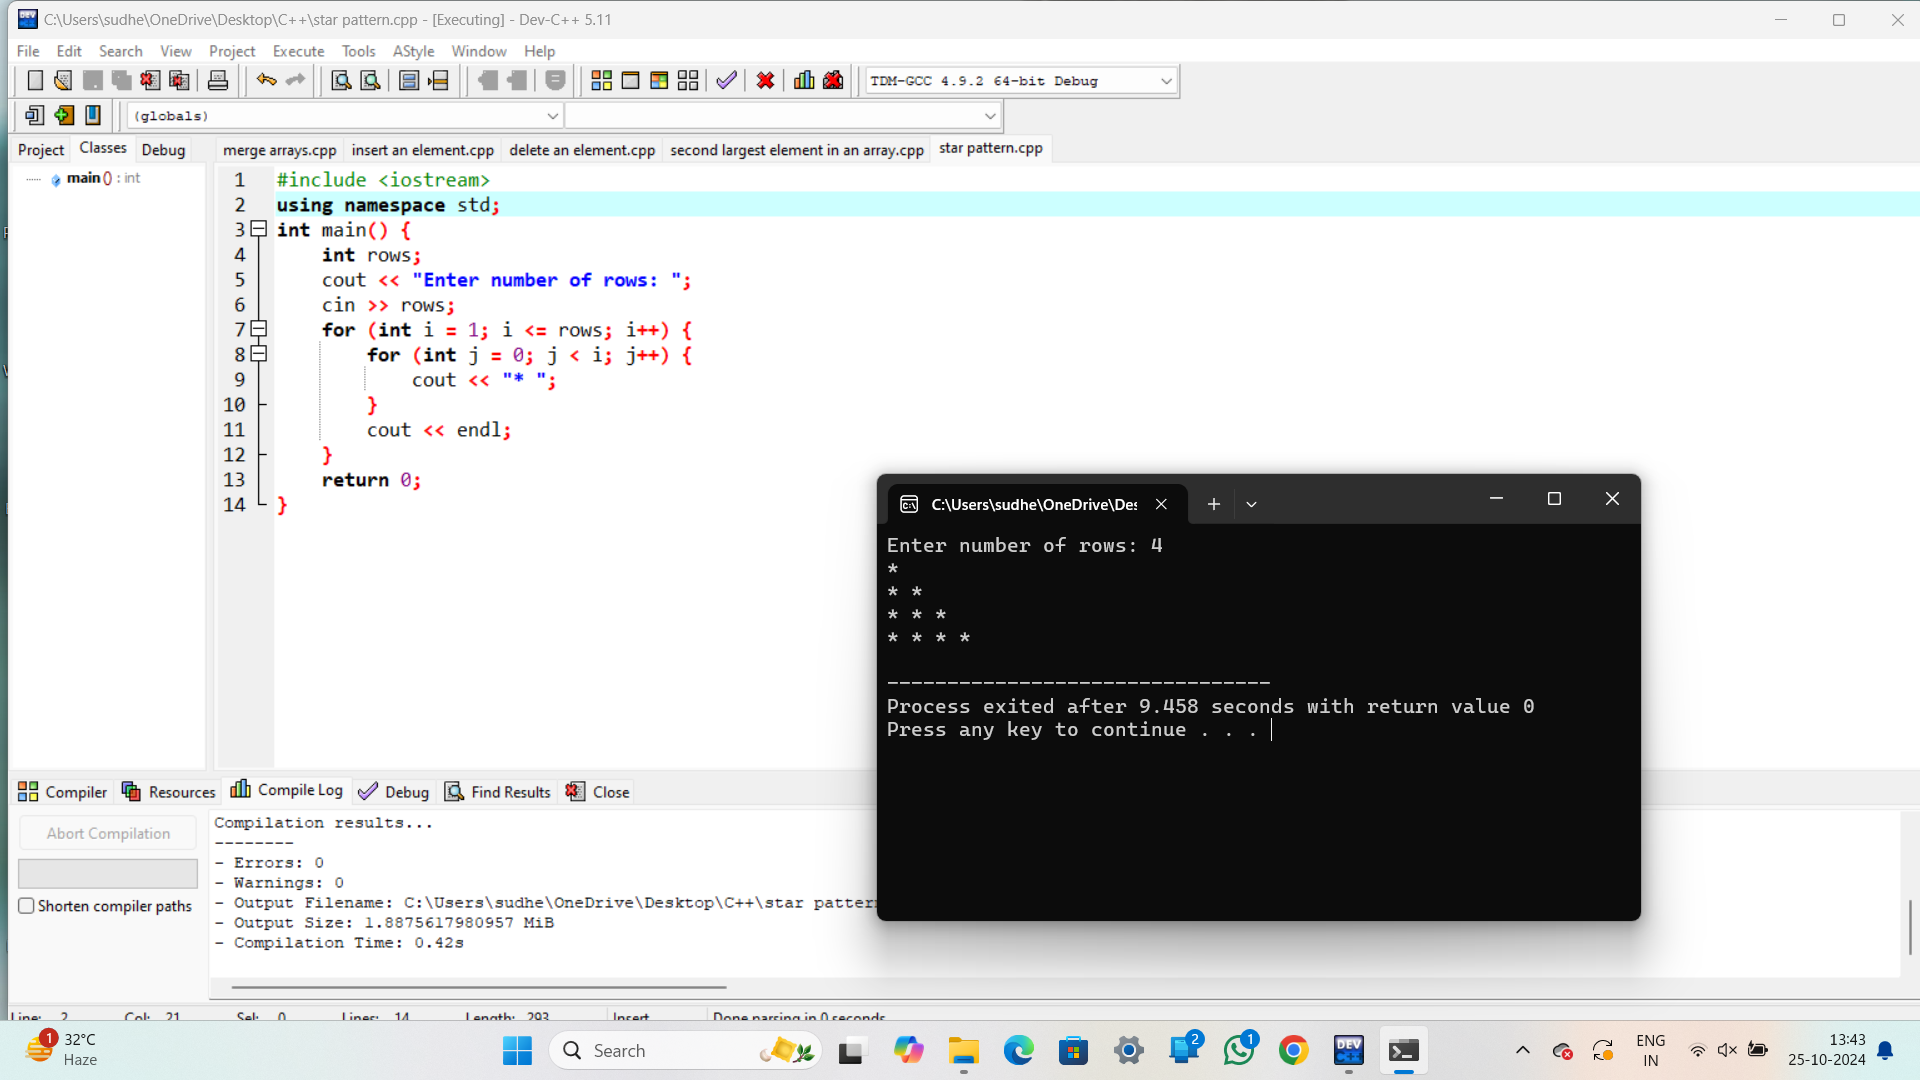 C:\Users\sudhe\OneDrive\Desktop\C++\star pattern.cpp - [Executing] - Dev-C++ 5.11
File Edit Search View Project Execute Tools AStyle Window Help
TDM-GCC 4.9.2 64-bit Debug
(globals)
Project Classes Debug
merge arrays.cpp insert an element.cpp delete an element.cpp second largest element in an array.cpp star pattern.cpp
main () : int
1 #include <iostream>
2 using namespace std;
3 int main() {
4 int rows;
5 cout << "Enter number of rows: ";
6 cin >> rows;
7 for (int i = 1; i <= rows; i++) {
8 for (int j = 0; j < i; j++) {
9 cout << "* ";
10 }
11 cout << endl;
12 }
13 return 0;
14 }
C:\Users\sudhe\OneDrive\Des
Enter number of rows: 4
*
* *
* * *
* * * *
--------------------------------
Process exited after 9.458 seconds with return value 0
Press any key to continue . . .
Compiler Resources Compile Log Debug Find Results Close
Abort Compilation
Shorten compiler paths
Compilation results...
--------
- Errors: 0
- Warnings: 0
- Output Filename: C:\Users\sudhe\OneDrive\Desktop\C++\star patter
- Output Size: 1.8875617980957 MiB
- Compilation Time: 0.42s
Line: 2 Col: 21 Sel: 0 Lines: 14 Length: 293 Insert Done parsing in 0 seconds
1
32°C
Haze
Search
DEV
C++
2
1
ENG
IN
13:43
25-10-2024